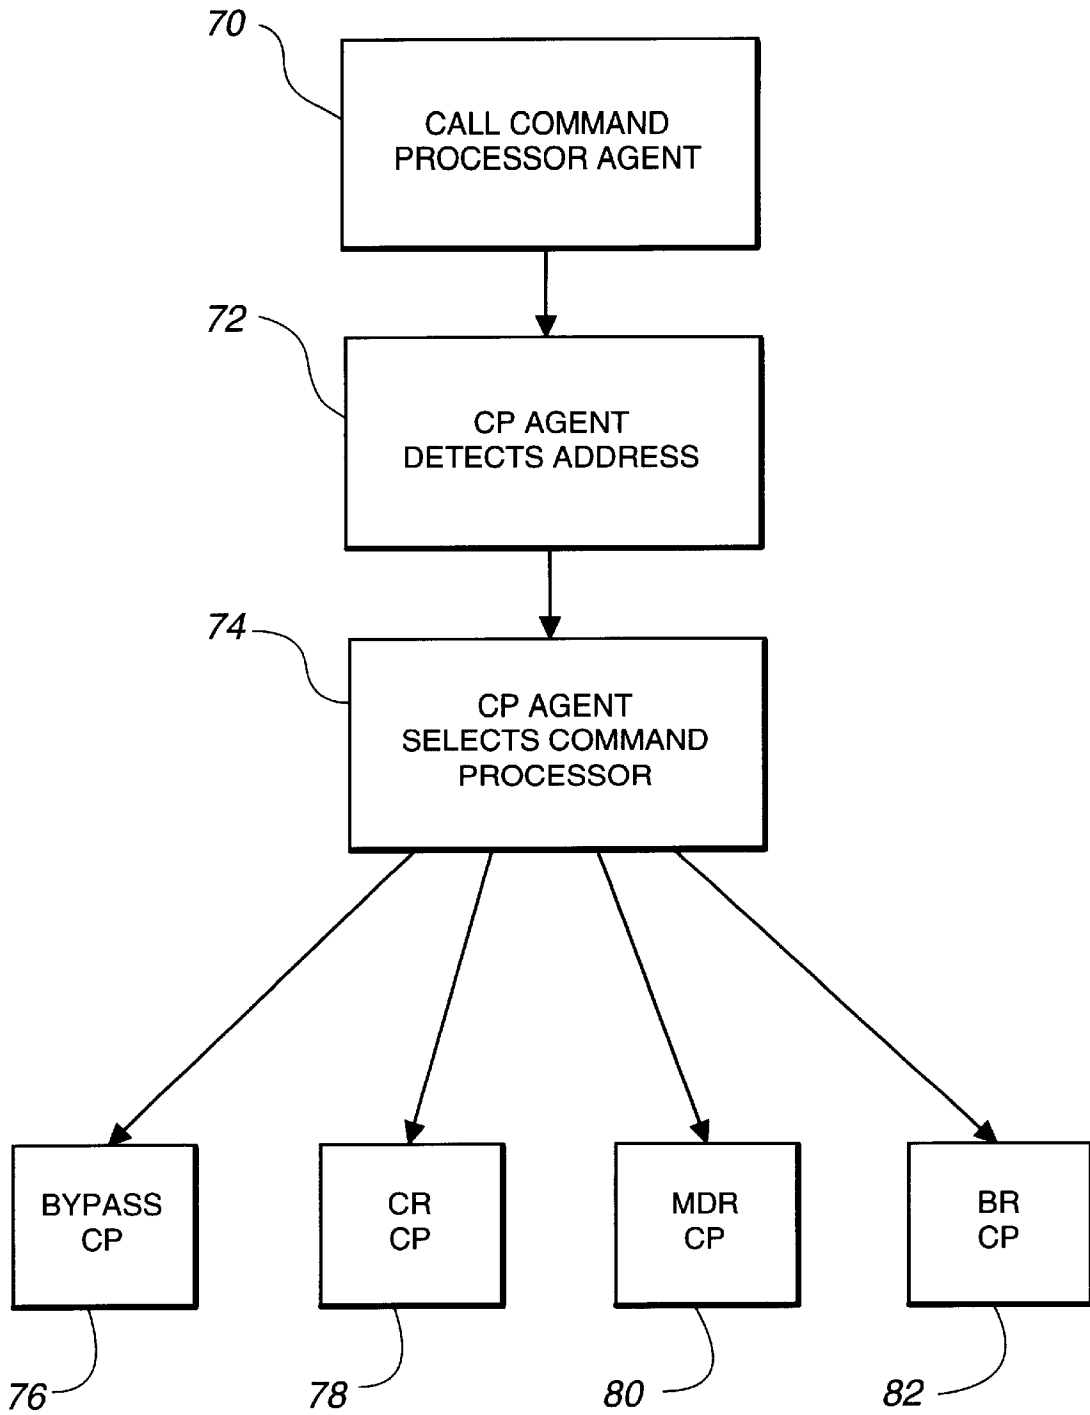 70
CALL COMMAND
PROCESSOR AGENT
72
CP AGENT
DETECTS ADDRESS
74
CP AGENT
SELECTS COMMAND
PROCESSOR
BYPASS
CP
CR
CP
MDR
CP
BR
CP
76
78
80
82